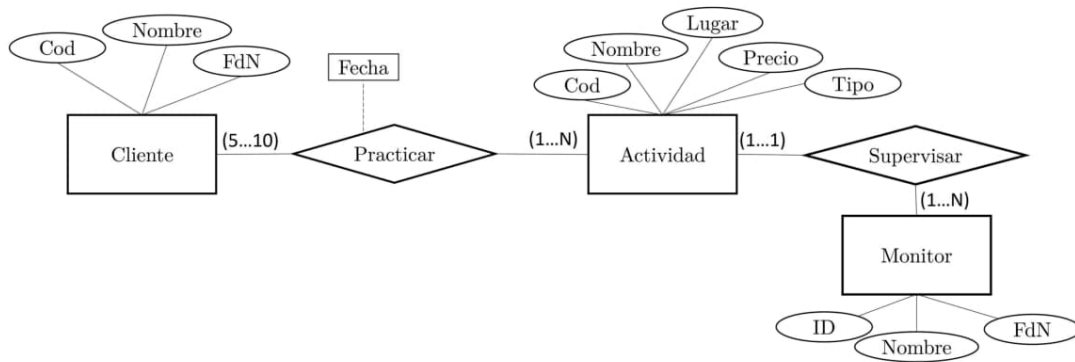 Cod
Nombre
FdN
Fecha
Nombre
Lugar
Precio
Cod
Tipo
Cliente
(5...10)
Practicar
(1...N)
Actividad
(1...1)
Supervisar
(1...N)
Monitor
ID
Nombre
FdN